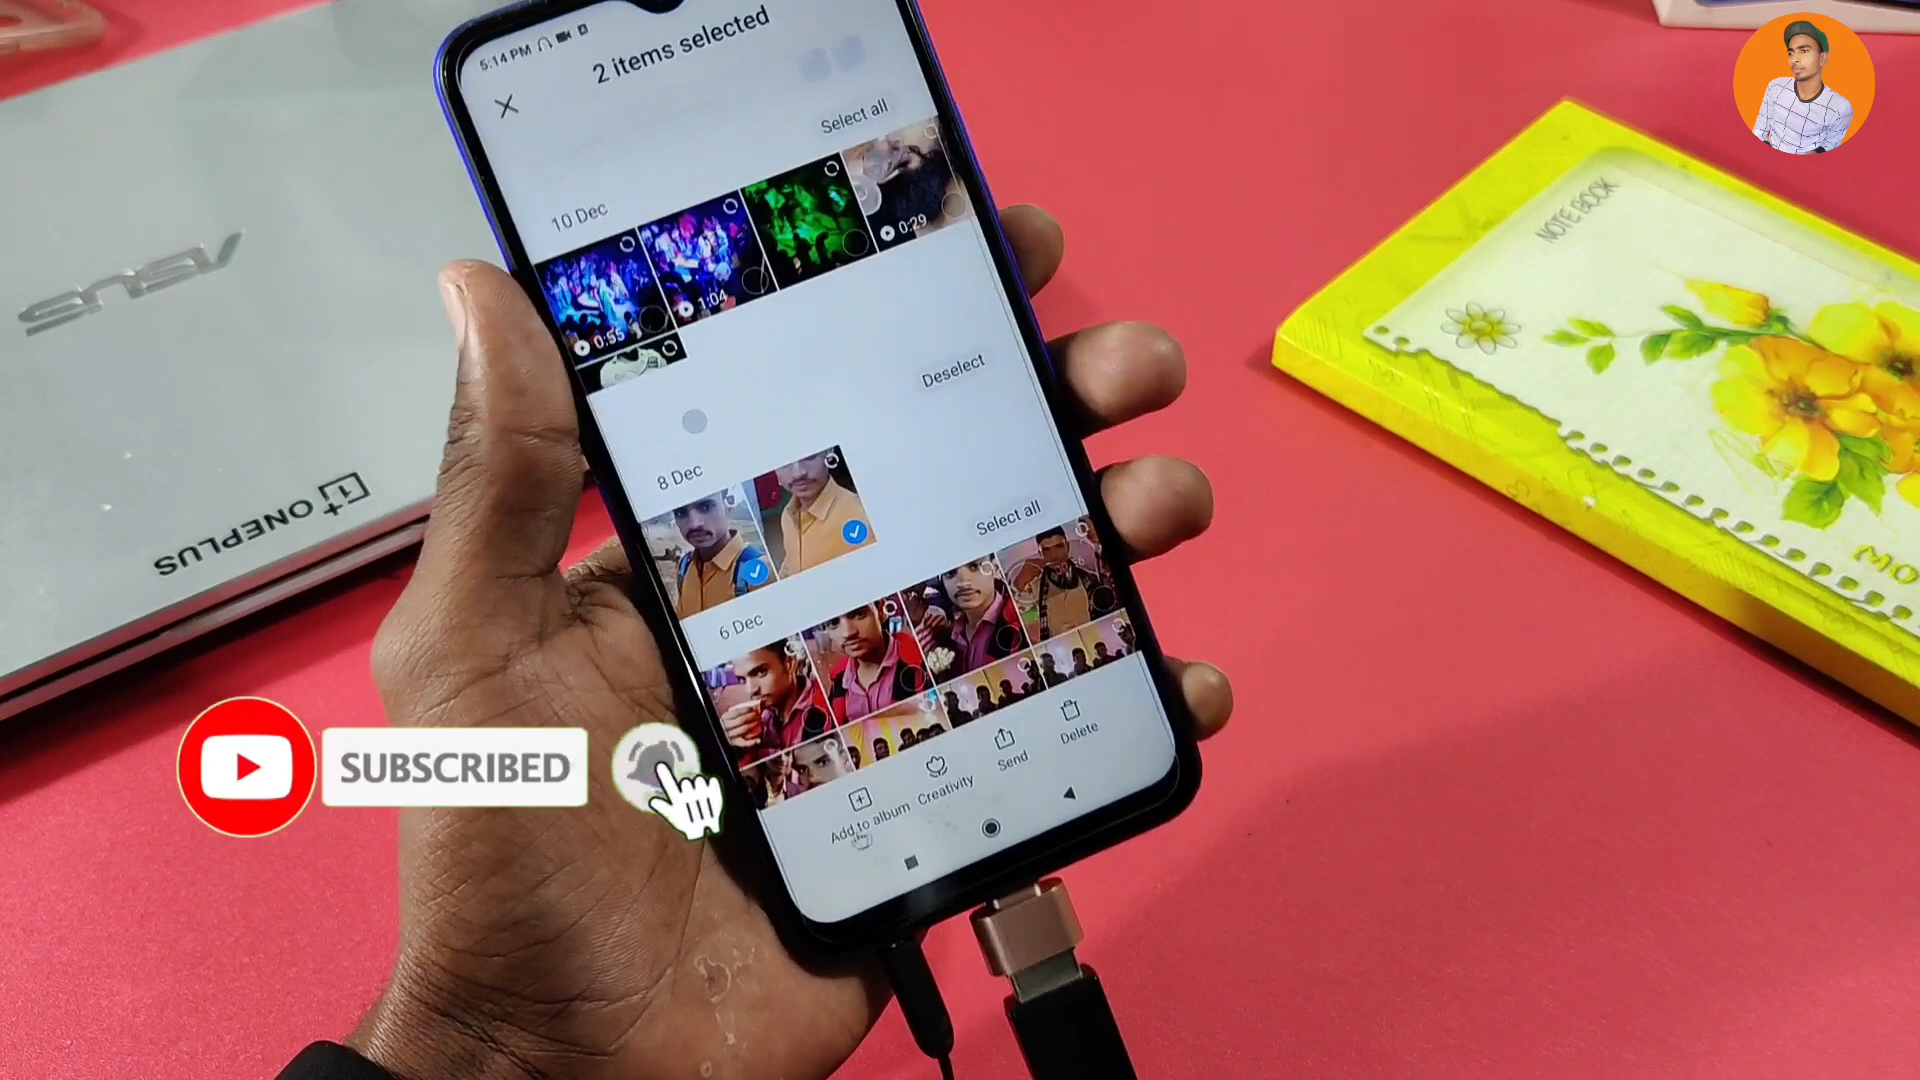 5:14 PM
2 items selected
Select all
10 Dec
0:55
1:04
0:29
Deselect
8 Dec
Select all
6 Dec
Add to album
Creativity
Send
Delete
ASUS
ONEPLUS
SUBSCRIBED
NOTE BOOK
MO